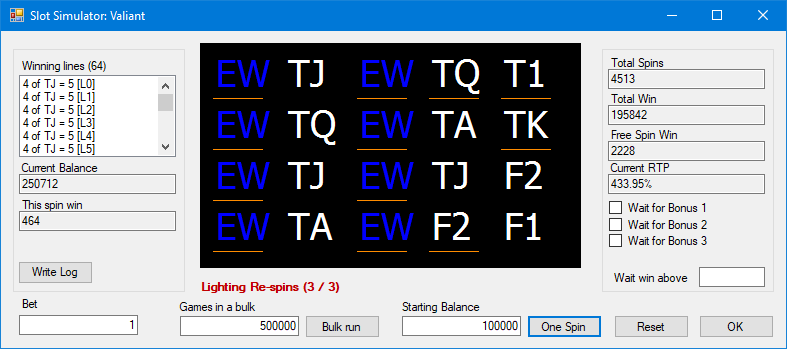 Slot Simulator: Valiant
Winning lines (64)
4 of TJ = 5 [L0]
4 of TJ = 5 [L1]
4 of TJ = 5 [L2]
4 of TJ = 5 [L3]
4 of TJ = 5 [L4]
4 of TJ = 5 [L5]
Current Balance
250712
This spin win
464
Write Log
EW TJ EW TQ T1
EW TQ EW TA TK
EW TJ EW TJ F2
EW TA EW F2 F1
Lighting Re-spins (3 / 3)
Total Spins
4513
Total Win
195842
Free Spin Win
2228
Current RTP
433.95%
Wait for Bonus 1
Wait for Bonus 2
Wait for Bonus 3
Wait win above
Bet
1
Games in a bulk
500000
Bulk run
Starting Balance
100000
One Spin
Reset
OK